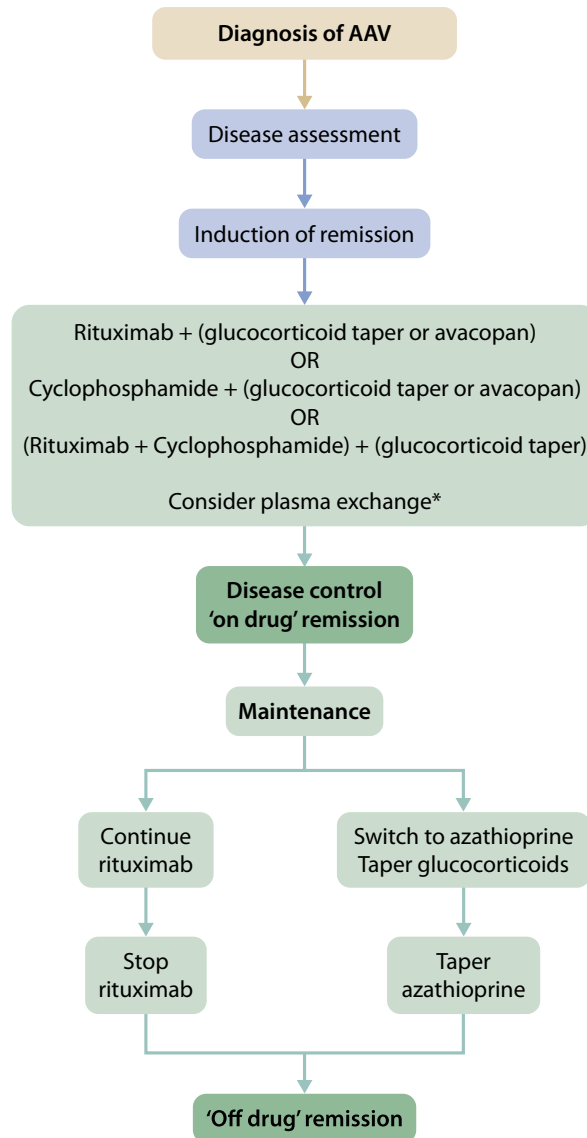 Diagnosis of AAV
Disease assessment
Induction of remission
Rituximab + (glucocorticoid taper or avacopan)
OR
Cyclophosphamide + (glucocorticoid taper or avacopan)
OR
(Rituximab + Cyclophosphamide) + (glucocorticoid taper)
Consider plasma exchange*
Disease control
‘on drug’ remission
Maintenance
Continue
rituximab
Switch to azathioprine
Taper glucocorticoids
Stop
rituximab
Taper
azathioprine
‘Off drug’ remission